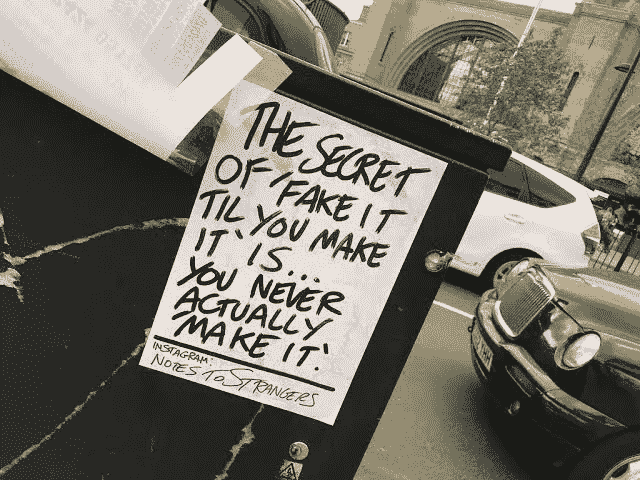 THE SECRET
OF 'FAKE IT
TIL YOU MAKE
IT' IS...
YOU NEVER
ACTUALLY
'MAKE IT'.
INSTAGRAM:
NOTES TO STRANGERS